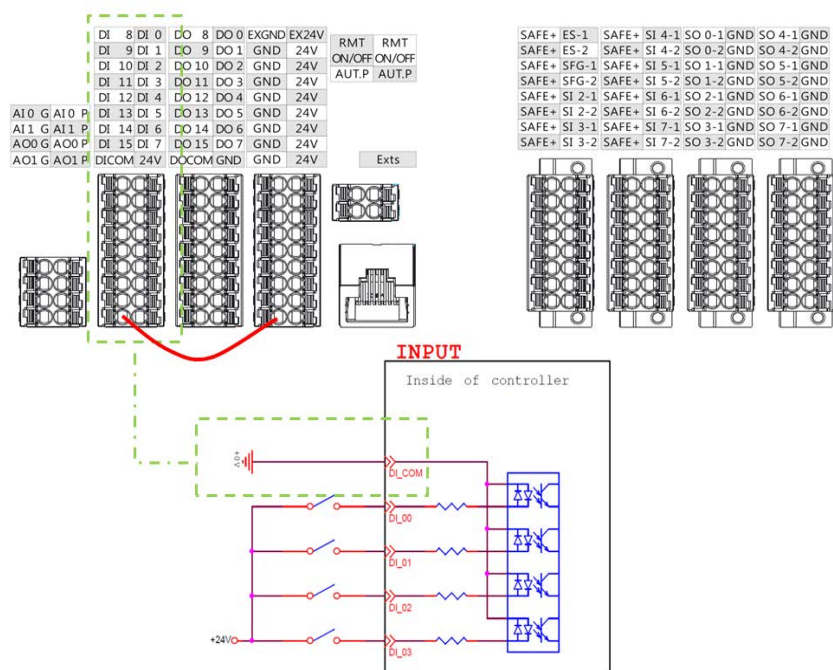 DI 8 DI 0 DO 8 DO 0 EXGND EX24V
DI 9 DI 1 DO 9 DO 1 GND 24V
DI 10 DI 2 DO 10 DO 2 GND 24V
DI 11 DI 3 DO 11 DO 3 GND 24V
DI 12 DI 4 DO 12 DO 4 GND 24V
AI0 G AI0 P DI 13 DI 5 DO 13 DO 5 GND 24V
AI1 G AI1 P DI 14 DI 6 DO 14 DO 6 GND 24V
AO0 G AO0 P DI 15 DI 7 DO 15 DO 7 GND 24V
AO1 G AO1 P DICOM 24V DOCOM GND GND 24V
RMT RMT
ON/OFF ON/OFF
AUT.P AUT.P
Exts
SAFE+ ES-1 SAFE+ SI 4-1 SO 0-1 GND SO 4-1 GND
SAFE+ ES-2 SAFE+ SI 4-2 SO 0-2 GND SO 4-2 GND
SAFE+ SFG-1 SAFE+ SI 5-1 SO 1-1 GND SO 5-1 GND
SAFE+ SFG-2 SAFE+ SI 5-2 SO 1-2 GND SO 5-2 GND
SAFE+ SI 2-1 SAFE+ SI 6-1 SO 2-1 GND SO 6-1 GND
SAFE+ SI 2-2 SAFE+ SI 6-2 SO 2-2 GND SO 6-2 GND
SAFE+ SI 3-1 SAFE+ SI 7-1 SO 3-1 GND SO 7-1 GND
SAFE+ SI 3-2 SAFE+ SI 7-2 SO 3-2 GND SO 7-2 GND
INPUT
Inside of controller
+0V
DI_COM
DI_00
DI_01
DI_02
+24V
DI_03